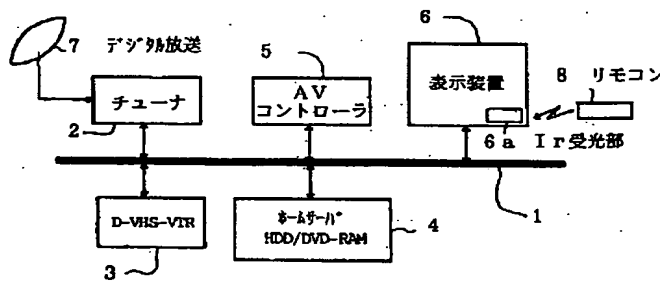 7 デジタル放送
チューナ
2
5
AV
コントローラ
6
表示装置
6a Ir受光部
8 リモコン
1
D-VHS-VTR
3
ホームサーバ
HDD/DVD-RAM
4